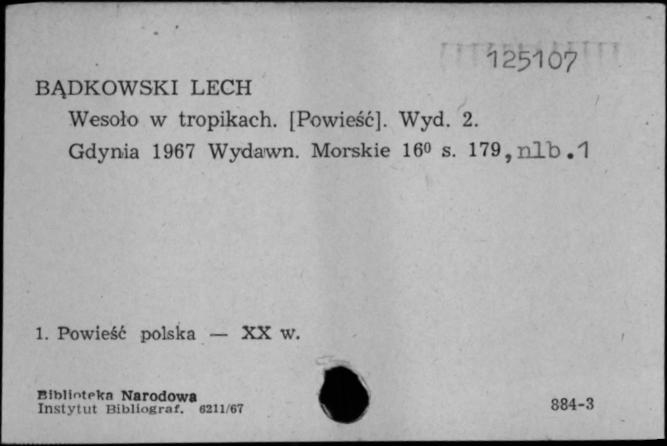 125107
BĄDKOWSKI LECH
Wesoło w tropikach. [Powieść]. Wyd. 2.
Gdynia 1967 Wydawn. Morskie 16⁰ s. 179, nlb.1
1. Powieść polska — XX w.
Biblioteka Narodowa
Instytut Bibliograf. 6211/67
884-3